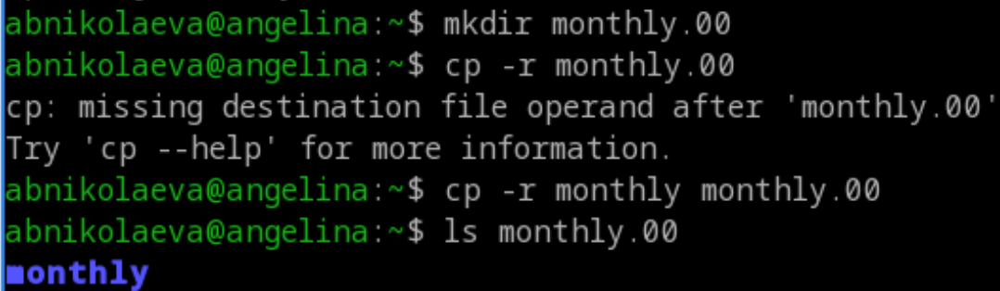 abnikolaeva@angelina:~$ mkdir monthly.00
abnikolaeva@angelina:~$ cp -r monthly.00
cp: missing destination file operand after 'monthly.00'
Try 'cp --help' for more information.
abnikolaeva@angelina:~$ cp -r monthly monthly.00
abnikolaeva@angelina:~$ ls monthly.00
monthly